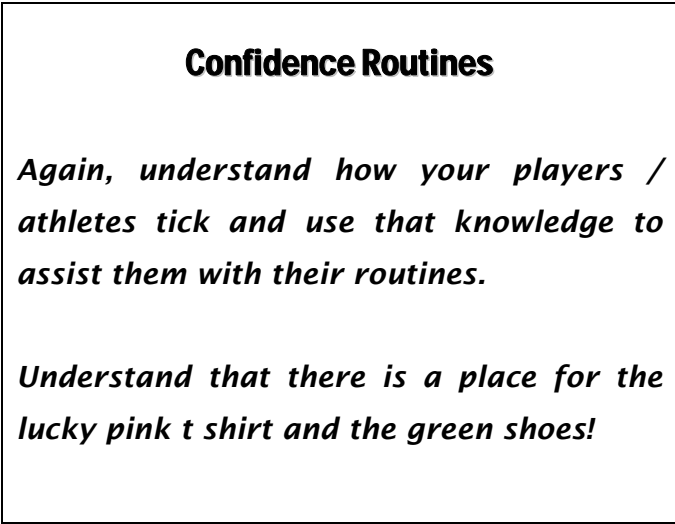 Confidence Routines
Again, understand how your players /
athletes tick and use that knowledge to
assist them with their routines.
Understand that there is a place for the
lucky pink t shirt and the green shoes!